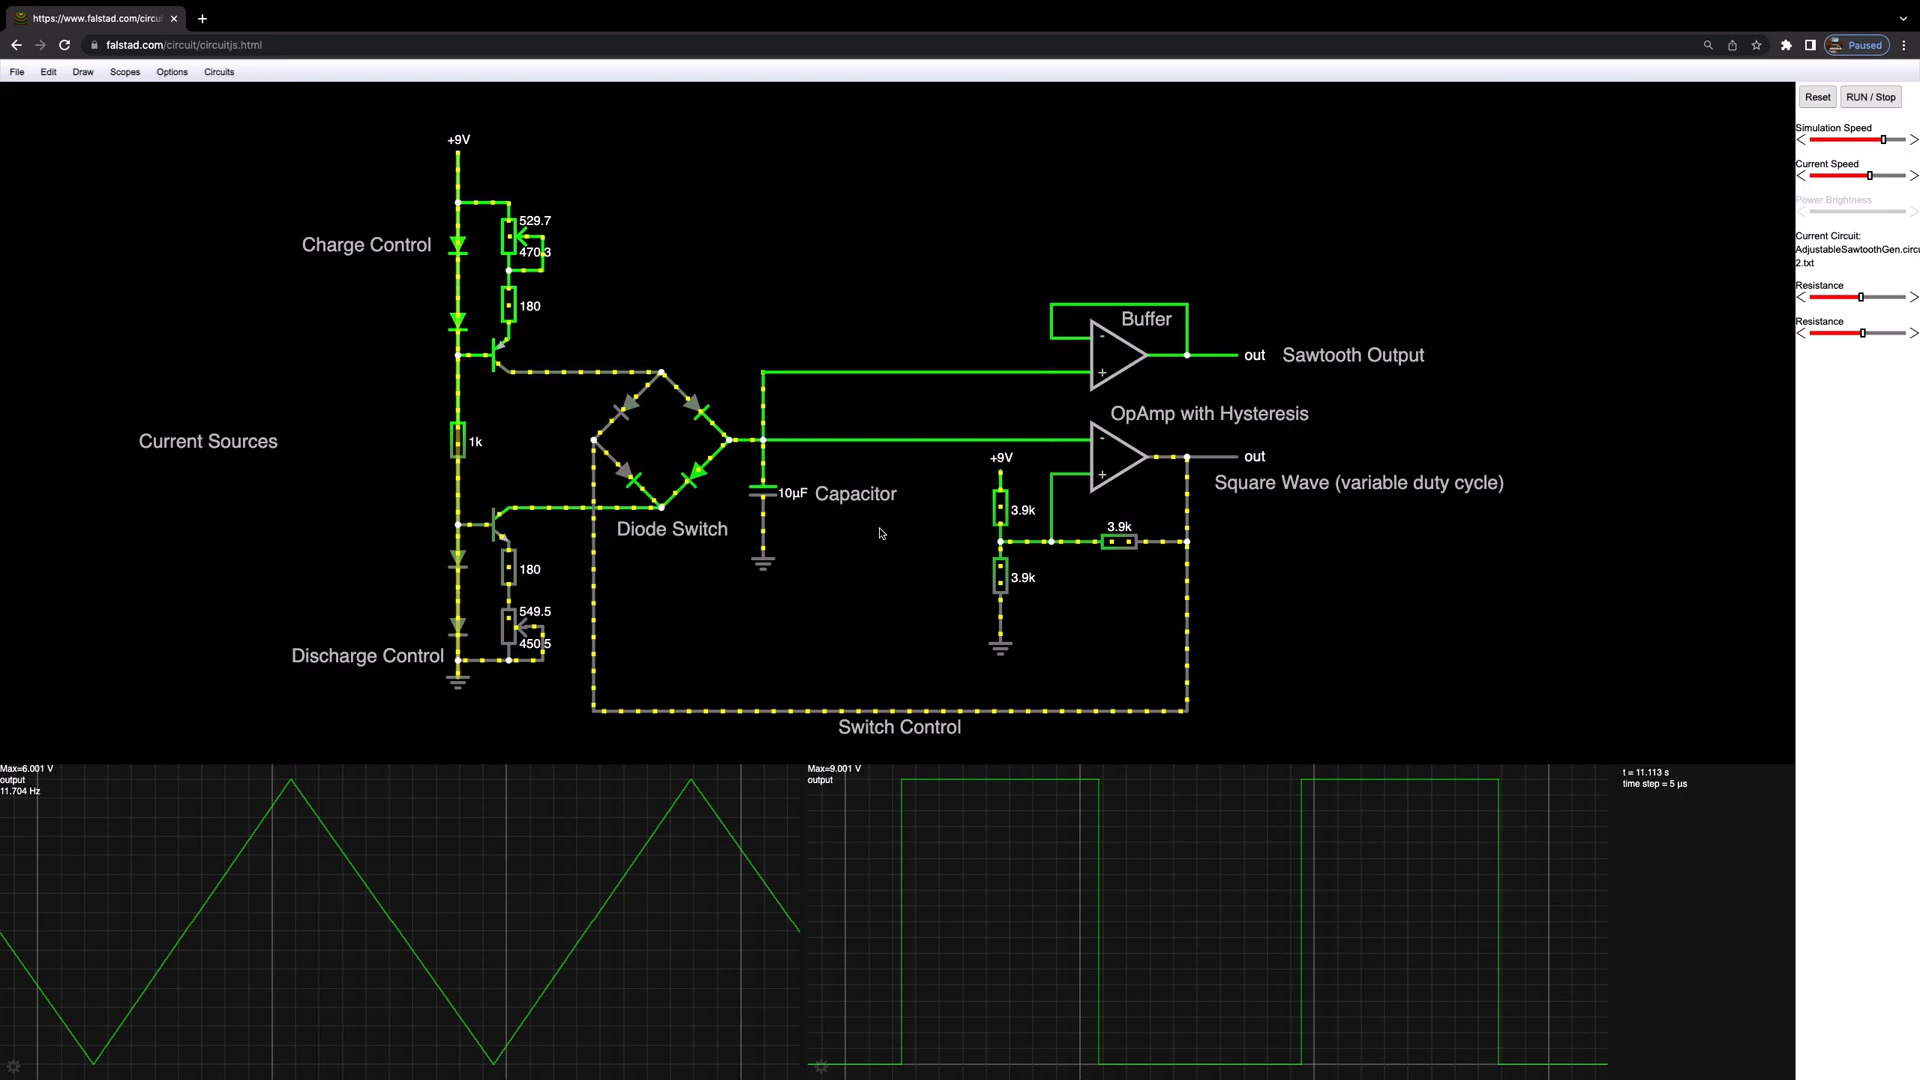 https://www.falstad.com/circui
falstad.com/circuit/circuitjs.html
Paused
File Edit Draw Scopes Options Circuits
Reset RUN / Stop
Simulation Speed
Current Speed
Power Brightness
Current Circuit:
AdjustableSawtoothGen.circu
2.txt
Resistance
Resistance
+9V
529.7
Charge Control
470.3
180
Buffer
-
+
out Sawtooth Output
OpAmp with Hysteresis
Current Sources
1k
-
+
+9V
out
Square Wave (variable duty cycle)
10μF Capacitor
3.9k
3.9k
Diode Switch
180
3.9k
549.5
450.5
Discharge Control
Switch Control
Max=6.001 V
output
11.704 Hz
Max=9.001 V
output
t = 11.113 s
time step = 5 μs